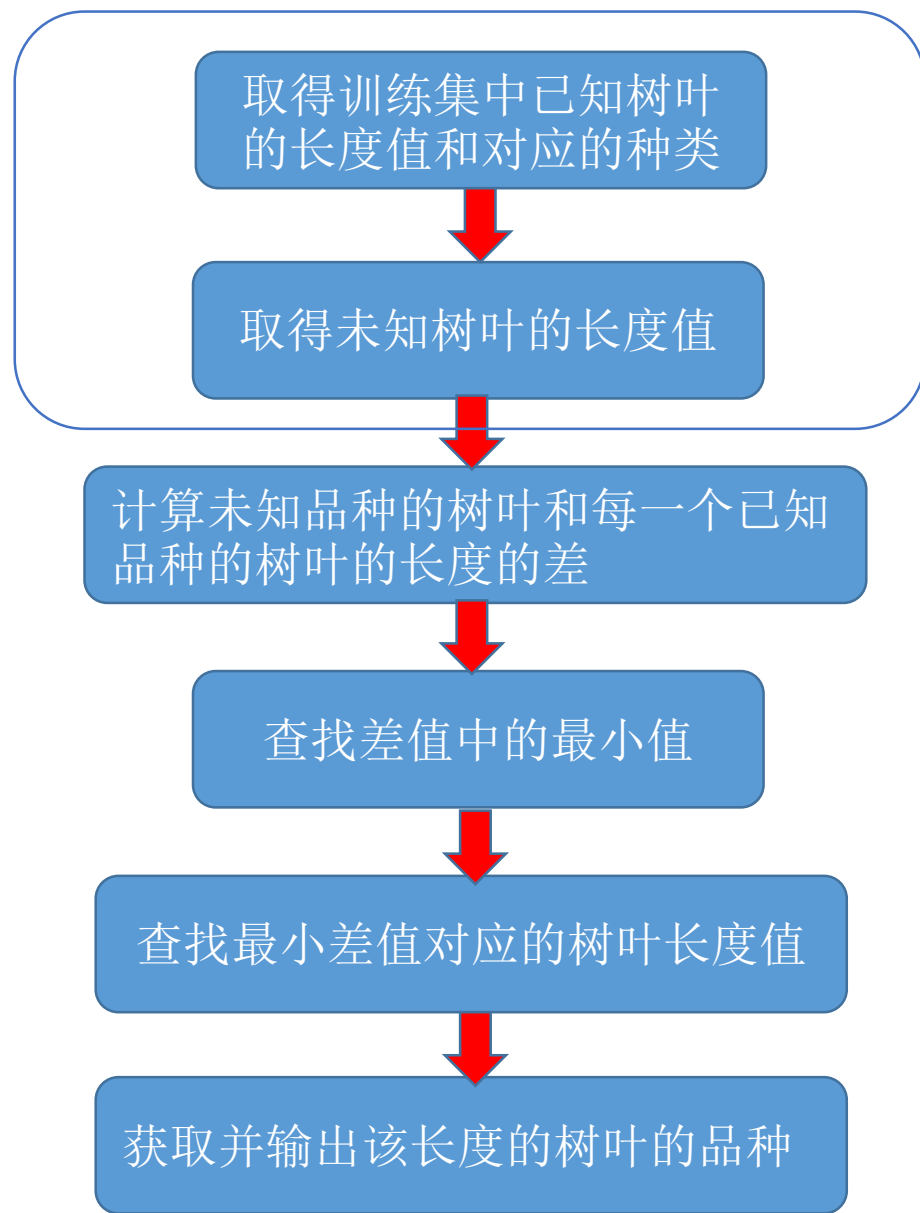 取得训练集中已知树叶
的长度值和对应的种类
取得未知树叶的长度值
计算未知品种的树叶和每一个已知
品种的树叶的长度的差
查找差值中的最小值
查找最小差值对应的树叶长度值
获取并输出该长度的树叶的品种